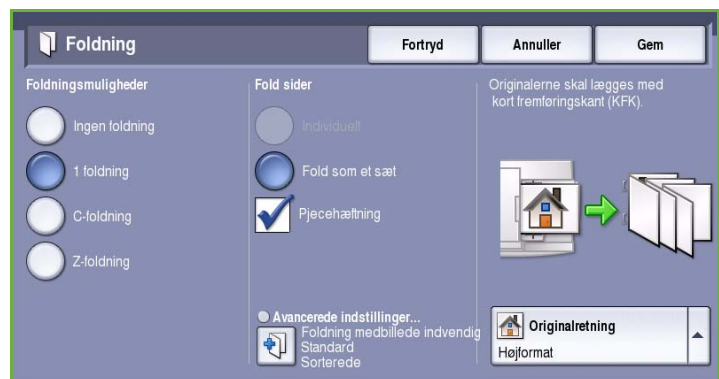 Foldning
Fortryd
Annuller
Gem
Foldningsmuligheder
Ingen foldning
1 foldning
C-foldning
Z-foldning
Fold sider
Individuelt
Fold som et sæt
Pjecehæftning
Avancerede indstillinger...
Foldning medbillede indvendig
Standard
Sorterede
Originalerne skal lægges med
kort fremføringskant (KFK).
Originalretning
Højformat